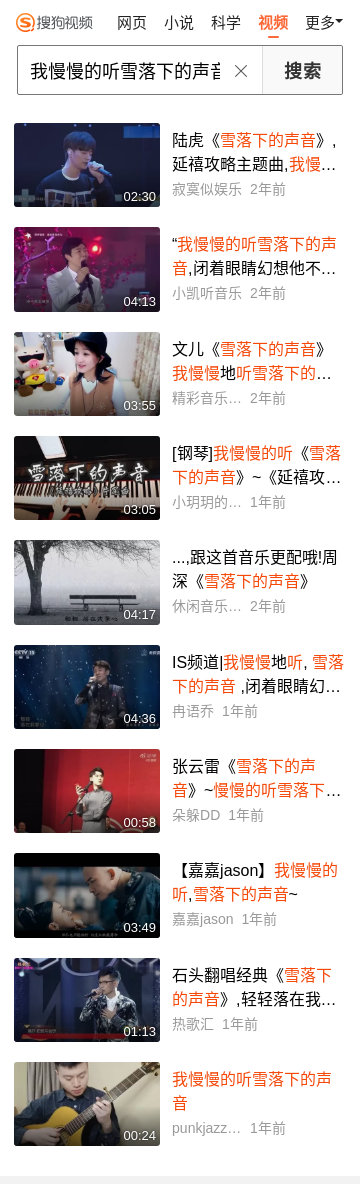 搜狗视频 网页 小说 科学 视频 更多
我慢慢的听雪落下的声音 搜索
陆虎《雪落下的声音》,
延禧攻略主题曲,我慢...
寂寞似娱乐 2年前
02:30
“我慢慢的听雪落下的声
音,闭着眼睛幻想他不...
小凯听音乐 2年前
04:13
文儿《雪落下的声音》
我慢慢地听雪落下的...
精彩音乐... 2年前
03:55
[钢琴]我慢慢的听《雪落
下的声音》~《延禧攻...
小玥玥的... 1年前
雪落下的声音
03:05
...,跟这首音乐更配哦!周
深《雪落下的声音》
休闲音乐... 2年前
04:17
IS频道|我慢慢地听, 雪落
下的声音 ,闭着眼睛幻...
冉语乔 1年前
04:36
张云雷《雪落下的声
音》~慢慢的听雪落下...
朵躲DD 1年前
00:58
【嘉嘉jason】我慢慢的
听,雪落下的声音~
嘉嘉jason 1年前
03:49
石头翻唱经典《雪落下
的声音》,轻轻落在我...
热歌汇 1年前
01:13
我慢慢的听雪落下的声
音
punkjazz... 1年前
00:24